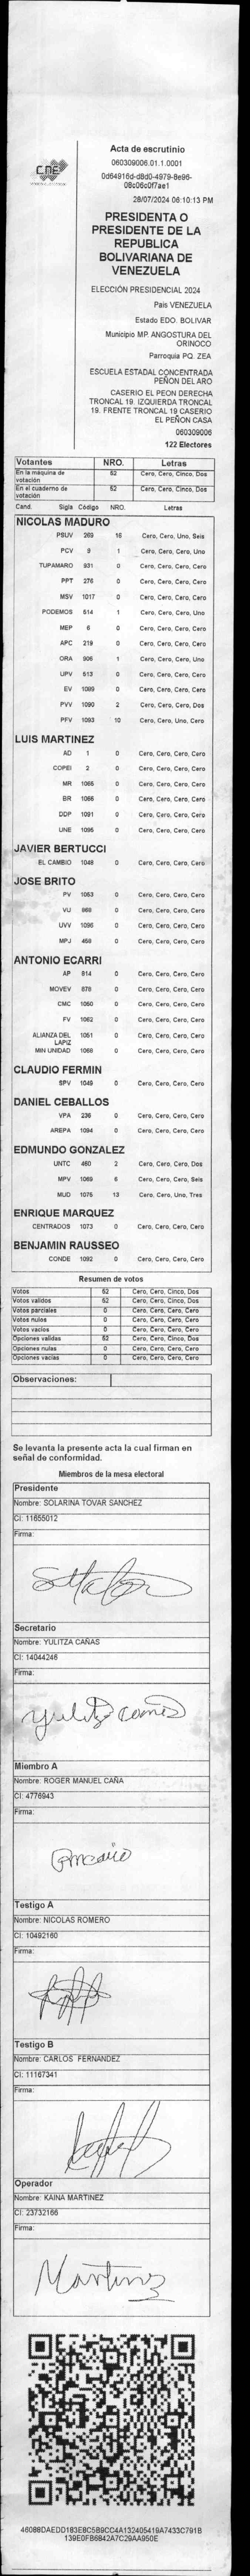 CNE
Acta de escrutinio
060309006.01.1.0001
0d64916d-d8d0-4979-8e96-
08c06c0f7ae1
28/07/2024 06:10:13 PM
PRESIDENTA O
PRESIDENTE DE LA
REPUBLICA
BOLIVARIANA DE
VENEZUELA
ELECCIÓN PRESIDENCIAL 2024
Pais VENEZUELA
Estado EDO. BOLIVAR
Municipio MP. ANGOSTURA DEL
ORINOCO
Parroquia PQ. ZEA
ESCUELA ESTADAL CONCENTRADA
PEÑON DEL ARO
CASERIO EL PEON DERECHA
TRONCAL 19. IZQUIERDA TRONCAL
19. FRENTE TRONCAL 19 CASERIO
EL PEÑON CASA
060309006
122 Electores
Votantes NRO. Letras
En la máquina de votación 52 Cero, Cero, Cinco, Dos
En el cuaderno de votación 52 Cero, Cero, Cinco, Dos
Cand. Sigla Código NRO. Letras
NICOLAS MADURO
PSUV 269 16 Cero, Cero, Uno, Seis
PCV 9 1 Cero, Cero, Cero, Uno
TUPAMARO 931 0 Cero, Cero, Cero, Cero
PPT 276 0 Cero, Cero, Cero, Cero
MSV 1017 0 Cero, Cero, Cero, Cero
PODEMOS 514 1 Cero, Cero, Cero, Uno
MEP 6 0 Cero, Cero, Cero, Cero
APC 219 0 Cero, Cero, Cero, Cero
ORA 906 1 Cero, Cero, Cero, Uno
UPV 513 0 Cero, Cero, Cero, Cero
EV 1089 0 Cero, Cero, Cero, Cero
PVV 1090 2 Cero, Cero, Cero, Dos
PFV 1093 10 Cero, Cero, Uno, Cero
LUIS MARTINEZ
AD 1 0 Cero, Cero, Cero, Cero
COPEI 2 0 Cero, Cero, Cero, Cero
MR 1065 0 Cero, Cero, Cero, Cero
BR 1066 0 Cero, Cero, Cero, Cero
DDP 1091 0 Cero, Cero, Cero, Cero
UNE 1095 0 Cero, Cero, Cero, Cero
JAVIER BERTUCCI
EL CAMBIO 1048 0 Cero, Cero, Cero, Cero
JOSE BRITO
PV 1053 0 Cero, Cero, Cero, Cero
VU 969 0 Cero, Cero, Cero, Cero
UVV 1096 0 Cero, Cero, Cero, Cero
MPJ 458 0 Cero, Cero, Cero, Cero
ANTONIO ECARRI
AP 814 0 Cero, Cero, Cero, Cero
MOVEV 878 0 Cero, Cero, Cero, Cero
CMC 1050 0 Cero, Cero, Cero, Cero
FV 1062 0 Cero, Cero, Cero, Cero
ALIANZA DEL LAPIZ 1051 0 Cero, Cero, Cero, Cero
MIN UNIDAD 1068 0 Cero, Cero, Cero, Cero
CLAUDIO FERMIN
SPV 1049 0 Cero, Cero, Cero, Cero
DANIEL CEBALLOS
VPA 236 0 Cero, Cero, Cero, Cero
AREPA 1094 0 Cero, Cero, Cero, Cero
EDMUNDO GONZALEZ
UNTC 460 2 Cero, Cero, Cero, Dos
MPV 1069 6 Cero, Cero, Cero, Seis
MUD 1075 13 Cero, Cero, Uno, Tres
ENRIQUE MARQUEZ
CENTRADOS 1073 0 Cero, Cero, Cero, Cero
BENJAMIN RAUSSEO
CONDE 1092 0 Cero, Cero, Cero, Cero
Resumen de votos
Votos 52 Cero, Cero, Cinco, Dos
Votos validos 52 Cero, Cero, Cinco, Dos
Votos parciales 0 Cero, Cero, Cero, Cero
Votos nulos 0 Cero, Cero, Cero, Cero
Votos vacíos 0 Cero, Cero, Cero, Cero
Opciones validas 52 Cero, Cero, Cinco, Dos
Opciones nulas 0 Cero, Cero, Cero, Cero
Opciones vacias 0 Cero, Cero, Cero, Cero
Observaciones:
Se levanta la presente acta la cual firman en
señal de conformidad.
Miembros de la mesa electoral
Presidente
Nombre: SOLARINA TOVAR SANCHEZ
CI: 11655012
Firma:
Secretario
Nombre: YULITZA CAÑAS
CI: 14044246
Firma:
Miembro A
Nombre: ROGER MANUEL CAÑA
CI: 4776943
Firma:
Testigo A
Nombre: NICOLAS ROMERO
CI: 10492160
Firma:
Testigo B
Nombre: CARLOS FERNANDEZ
CI: 11167341
Firma:
Operador
Nombre: KAINA MARTINEZ
CI: 23732166
Firma:
Martinez
46088DAEDD183E8C5B9CC4A132405419A7433C791B
139E0FB6842A7C29AA950E